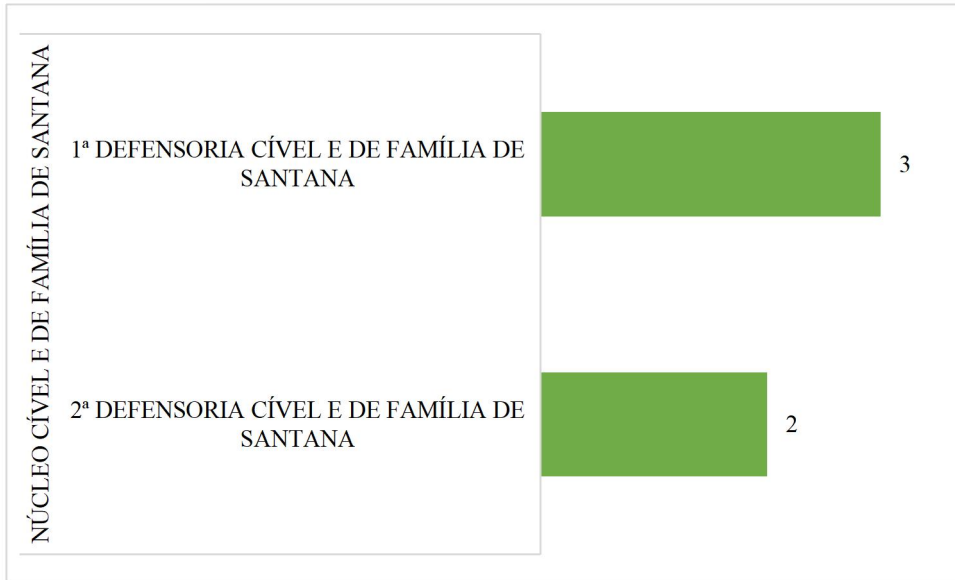 NÚCLEO CÍVEL E DE FAMÍLIA DE SANTANA
1ª DEFENSORIA CÍVEL E DE FAMÍLIA DE
SANTANA
3
2ª DEFENSORIA CÍVEL E DE FAMÍLIA DE
SANTANA
2